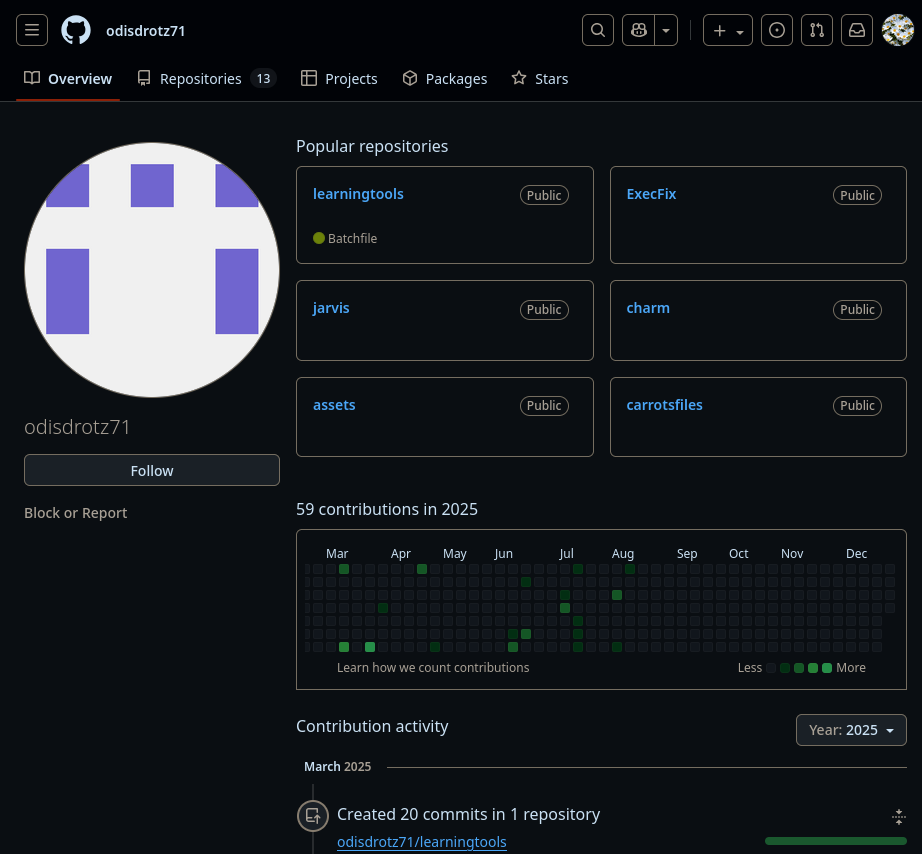 odisdrotz71
Overview
Repositories 13
Projects
Packages
Stars
odisdrotz71
Follow
Block or Report
Popular repositories
learningtools Public
Batchfile
ExecFix Public
jarvis Public
charm Public
assets Public
carrotsfiles Public
59 contributions in 2025
Mar Apr May Jun Jul Aug Sep Oct Nov Dec
Learn how we count contributions
Less More
Contribution activity
Year: 2025
March 2025
Created 20 commits in 1 repository
odisdrotz71/learningtools